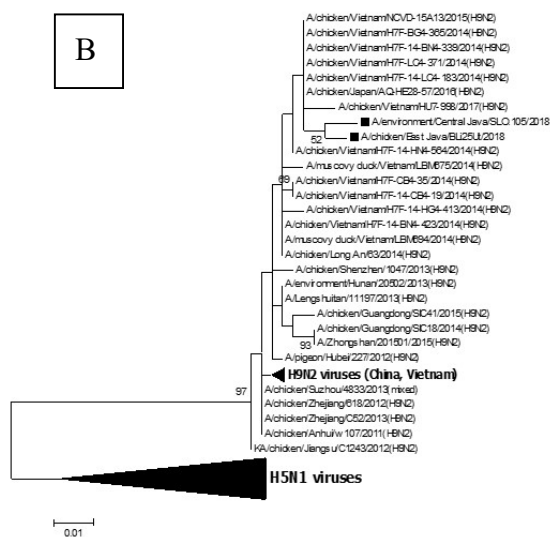 B
A/chicken/Vietnam/NCVD-15A13/2015(H9N2)
A/chicken/Vietnam/H7F-BG4-365/2014(H9N2)
A/chicken/Vietnam/H7F-14-BN4-339/2014(H9N2)
A/chicken/Vietnam/H7F-LC4-371/2014(H9N2)
A/chicken/Vietnam/H7F-14-LC4-183/2014(H9N2)
A/chicken/Japan/AQ-HE28-57/2016(H9N2)
A/chicken/Vietnam/HU7-998/2017(H9N2)
A/environment/Central Java/SLO.105/2018
52
A/chicken/East Java/BLi25Ut/2018
A/chicken/Vietnam/H7F-14-HN4-564/2014(H9N2)
A/muscovy duck/Vietnam/LBM675/2014(H9N2)
69
A/chicken/Vietnam/H7F-CB4-35/2014(H9N2)
A/chicken/Vietnam/H7F-14-CB4-19/2014(H9N2)
A/chicken/Vietnam/H7F-14-HG4-413/2014(H9N2)
A/chicken/Vietnam/H7F-14-BN4-423/2014(H9N2)
A/muscovy duck/Vietnam/LBM694/2014(H9N2)
A/chicken/Long An/63/2014(H9N2)
A/chicken/Shenzhen/1047/2013(H9N2)
A/environment/Hunan/20502/2013(H9N2)
A/Lengshuitan/11197/2013(H9N2)
A/chicken/Guangdong/SIC41/2015(H9N2)
A/chicken/Guangdong/SIC18/2014(H9N2)
93
A/Zhongshan/201501/2015(H9N2)
A/pigeon/Hubei/227/2012(H9N2)
H9N2 viruses (China, Vietnam)
97
A/chicken/Suzhou/4833/2013(mixed)
A/chicken/Zhejiang/618/2012(H9N2)
A/chicken/Zhejiang/C52/2013(H9N2)
A/chicken/Anhui/w107/2011(H9N2)
KA/chicken/Jiangsu/C1243/2012(H9N2)
H5N1 viruses
0.01